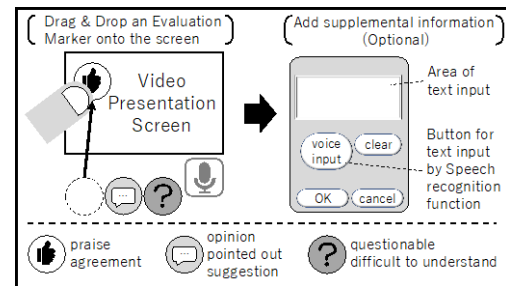 Drag & Drop an Evaluation
Marker onto the screen
Add supplemental information
(Optional)
Video
Presentation
Screen
Area of
text input
voice
input
clear
Button for
text input
by Speech
recognition
function
OK
cancel
praise
agreement
opinion
pointed out
suggestion
?
questionable
difficult to understand